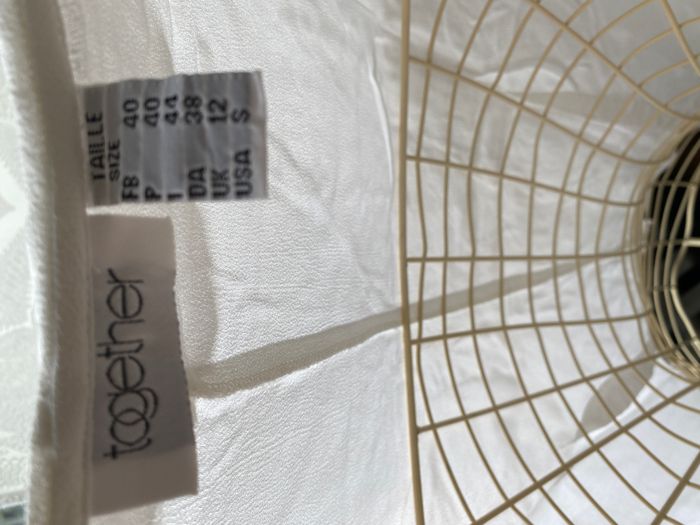 TAILLE
SIZE
FB 40
P 40
I 44
DA 38
UK 12
USA S
together